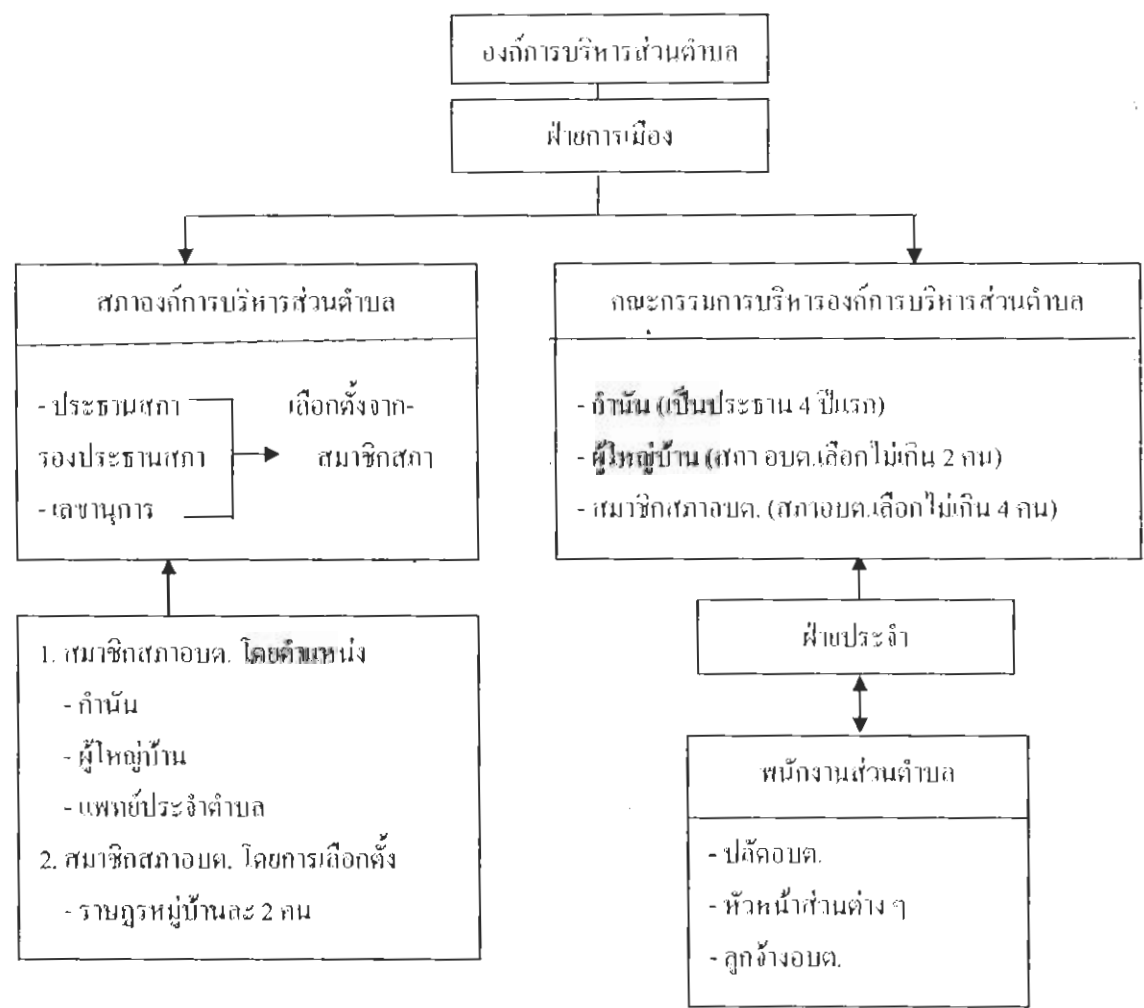 องค์การบริหารส่วนตำบล
ฝ่ายการเมือง
สภาองค์การบริหารส่วนตำบล
- ประธานสภา เลือกตั้งจาก-
รองประธานสภา สมาชิกสภา
- เลขานุการ
คณะกรรมการบริหารองค์การบริหารส่วนตำบล
- กำนัน (เป็นประธาน 4 ปีแรก)
- ผู้ใหญ่บ้าน (สภา อบต.เลือกไม่เกิน 2 คน)
- สมาชิกสภาอบต. (สภาอบต.เลือกไม่เกิน 4 คน)
1. สมาชิกสภาอบต. โดยตำแหน่ง
- กำนัน
- ผู้ใหญ่บ้าน
- แพทย์ประจำตำบล
2. สมาชิกสภาอบต. โดยการเลือกตั้ง
- ราษฎรหมู่บ้านละ 2 คน
ฝ่ายประจำ
พนักงานส่วนตำบล
- ปลัดอบต.
- หัวหน้าส่วนต่าง ๆ
- ลูกจ้างอบต.